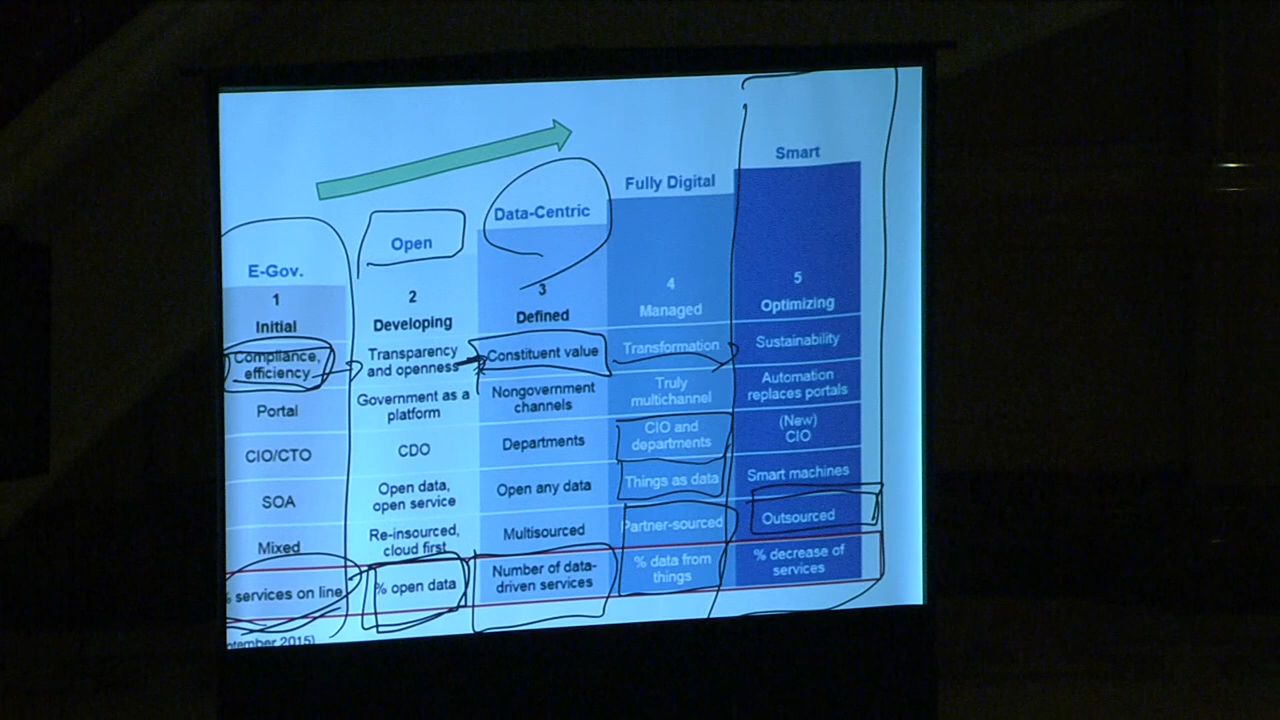 Smart
Fully Digital
Data-Centric
Open
E-Gov.
1
Initial
2
Developing
3
Defined
4
Managed
5
Optimizing
Compliance,
efficiency
Transparency
and openness
Constituent value
Transformation
Sustainability
Portal
Government as a
platform
Nongovernment
channels
Truly
multichannel
Automation
replaces portals
CIO/CTO
CDO
Departments
CIO and
departments
(New)
CIO
SOA
Open data,
open service
Open any data
Things as data
Smart machines
Mixed
Re-insourced,
cloud first
Multisourced
Partner-sourced
Outsourced
% services on line
% open data
Number of data-
driven services
% data from
things
% decrease of
services
2015)